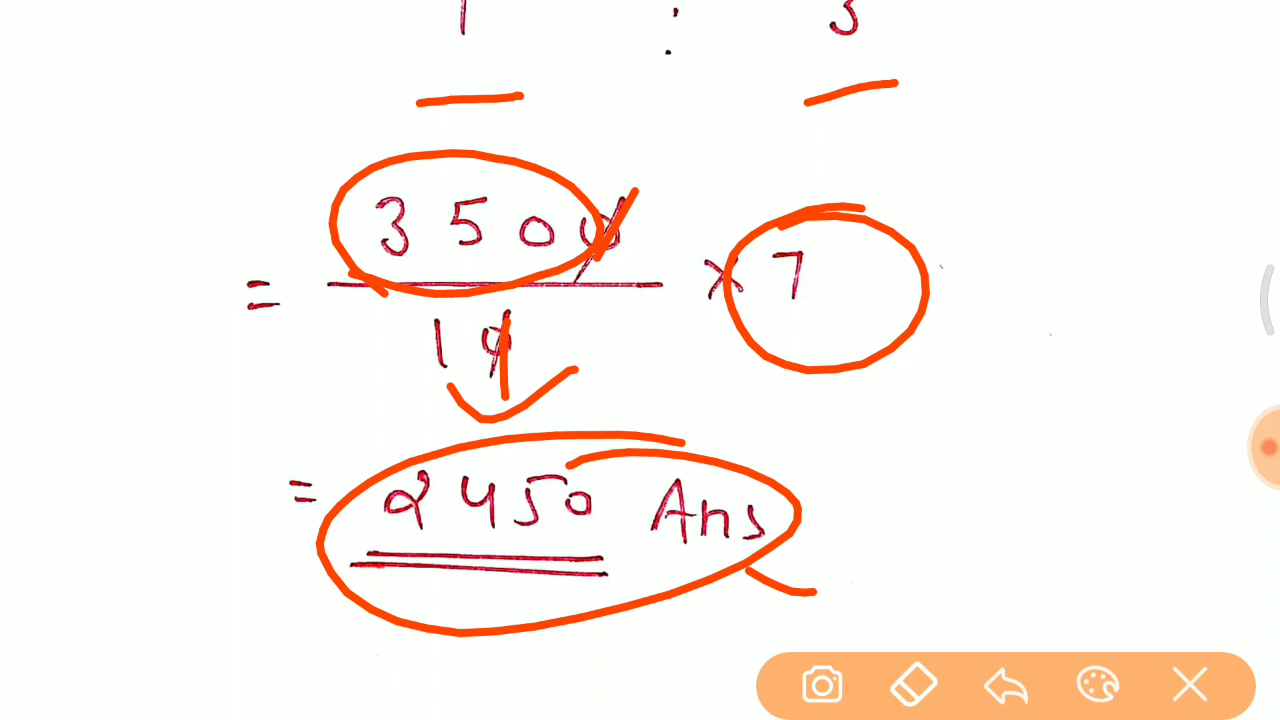 1 : 3
3500
= ——— × 7
10
= 2450 Ans